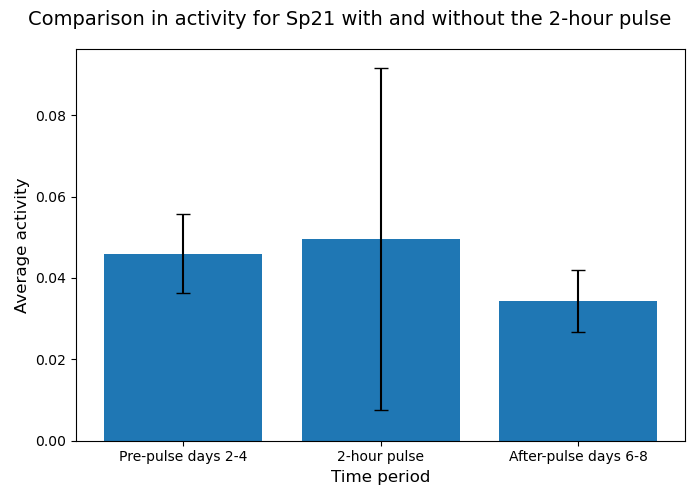 Comparison in activity for Sp21 with and without the 2-hour pulse
Average activity
0.08
0.06
0.04
0.02
0.00
Pre-pulse days 2-4
2-hour pulse
After-pulse days 6-8
Time period